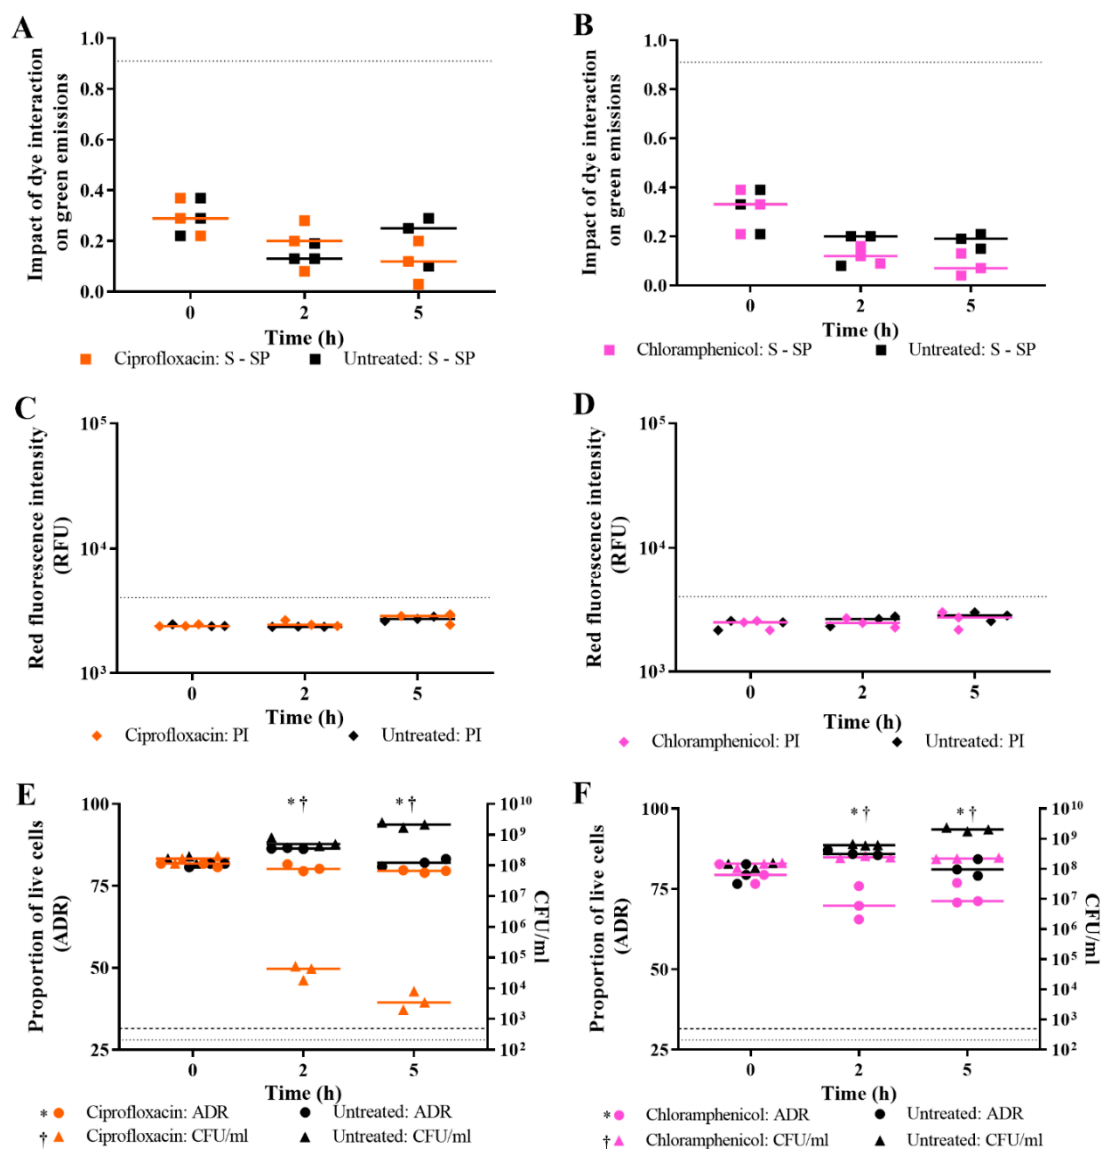 A
Impact of dye interaction
on green emissions
1.0
0.8
0.6
0.4
0.2
0.0
0 2 5
Time (h)
Ciprofloxacin: S - SP Untreated: S - SP
B
Impact of dye interaction
on green emissions
1.0
0.8
0.6
0.4
0.2
0.0
0 2 5
Time (h)
Chloramphenicol: S - SP Untreated: S - SP
C
Red fluorescence intensity
(RFU)
10⁵
10⁴
10³
0 2 5
Time (h)
Ciprofloxacin: PI Untreated: PI
D
Red fluorescence intensity
(RFU)
10⁵
10⁴
10³
0 2 5
Time (h)
Chloramphenicol: PI Untreated: PI
E
Proportion of live cells
(ADR)
100
75
50
25
* † * †
10¹⁰
10⁹
10⁸
10⁷
10⁶
10⁵
10⁴
10³
10²
CFU/ml
0 2 5
Time (h)
* Ciprofloxacin: ADR Untreated: ADR
† Ciprofloxacin: CFU/ml Untreated: CFU/ml
F
Proportion of live cells
(ADR)
100
75
50
25
* † * †
10¹⁰
10⁹
10⁸
10⁷
10⁶
10⁵
10⁴
10³
10²
CFU/ml
0 2 5
Time (h)
* Chloramphenicol: ADR Untreated: ADR
† Chloramphenicol: CFU/ml Untreated: CFU/ml